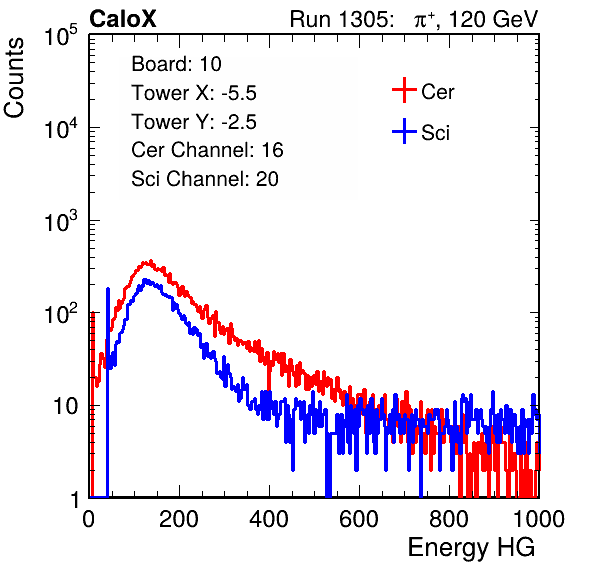 CaloX Run 1305: π⁺, 120 GeV
Counts
10⁵
10⁴
10³
10²
10
1
Board: 10
Tower X: -5.5
Tower Y: -2.5
Cer Channel: 16
Sci Channel: 20
Cer
Sci
0 200 400 600 800 1000
Energy HG